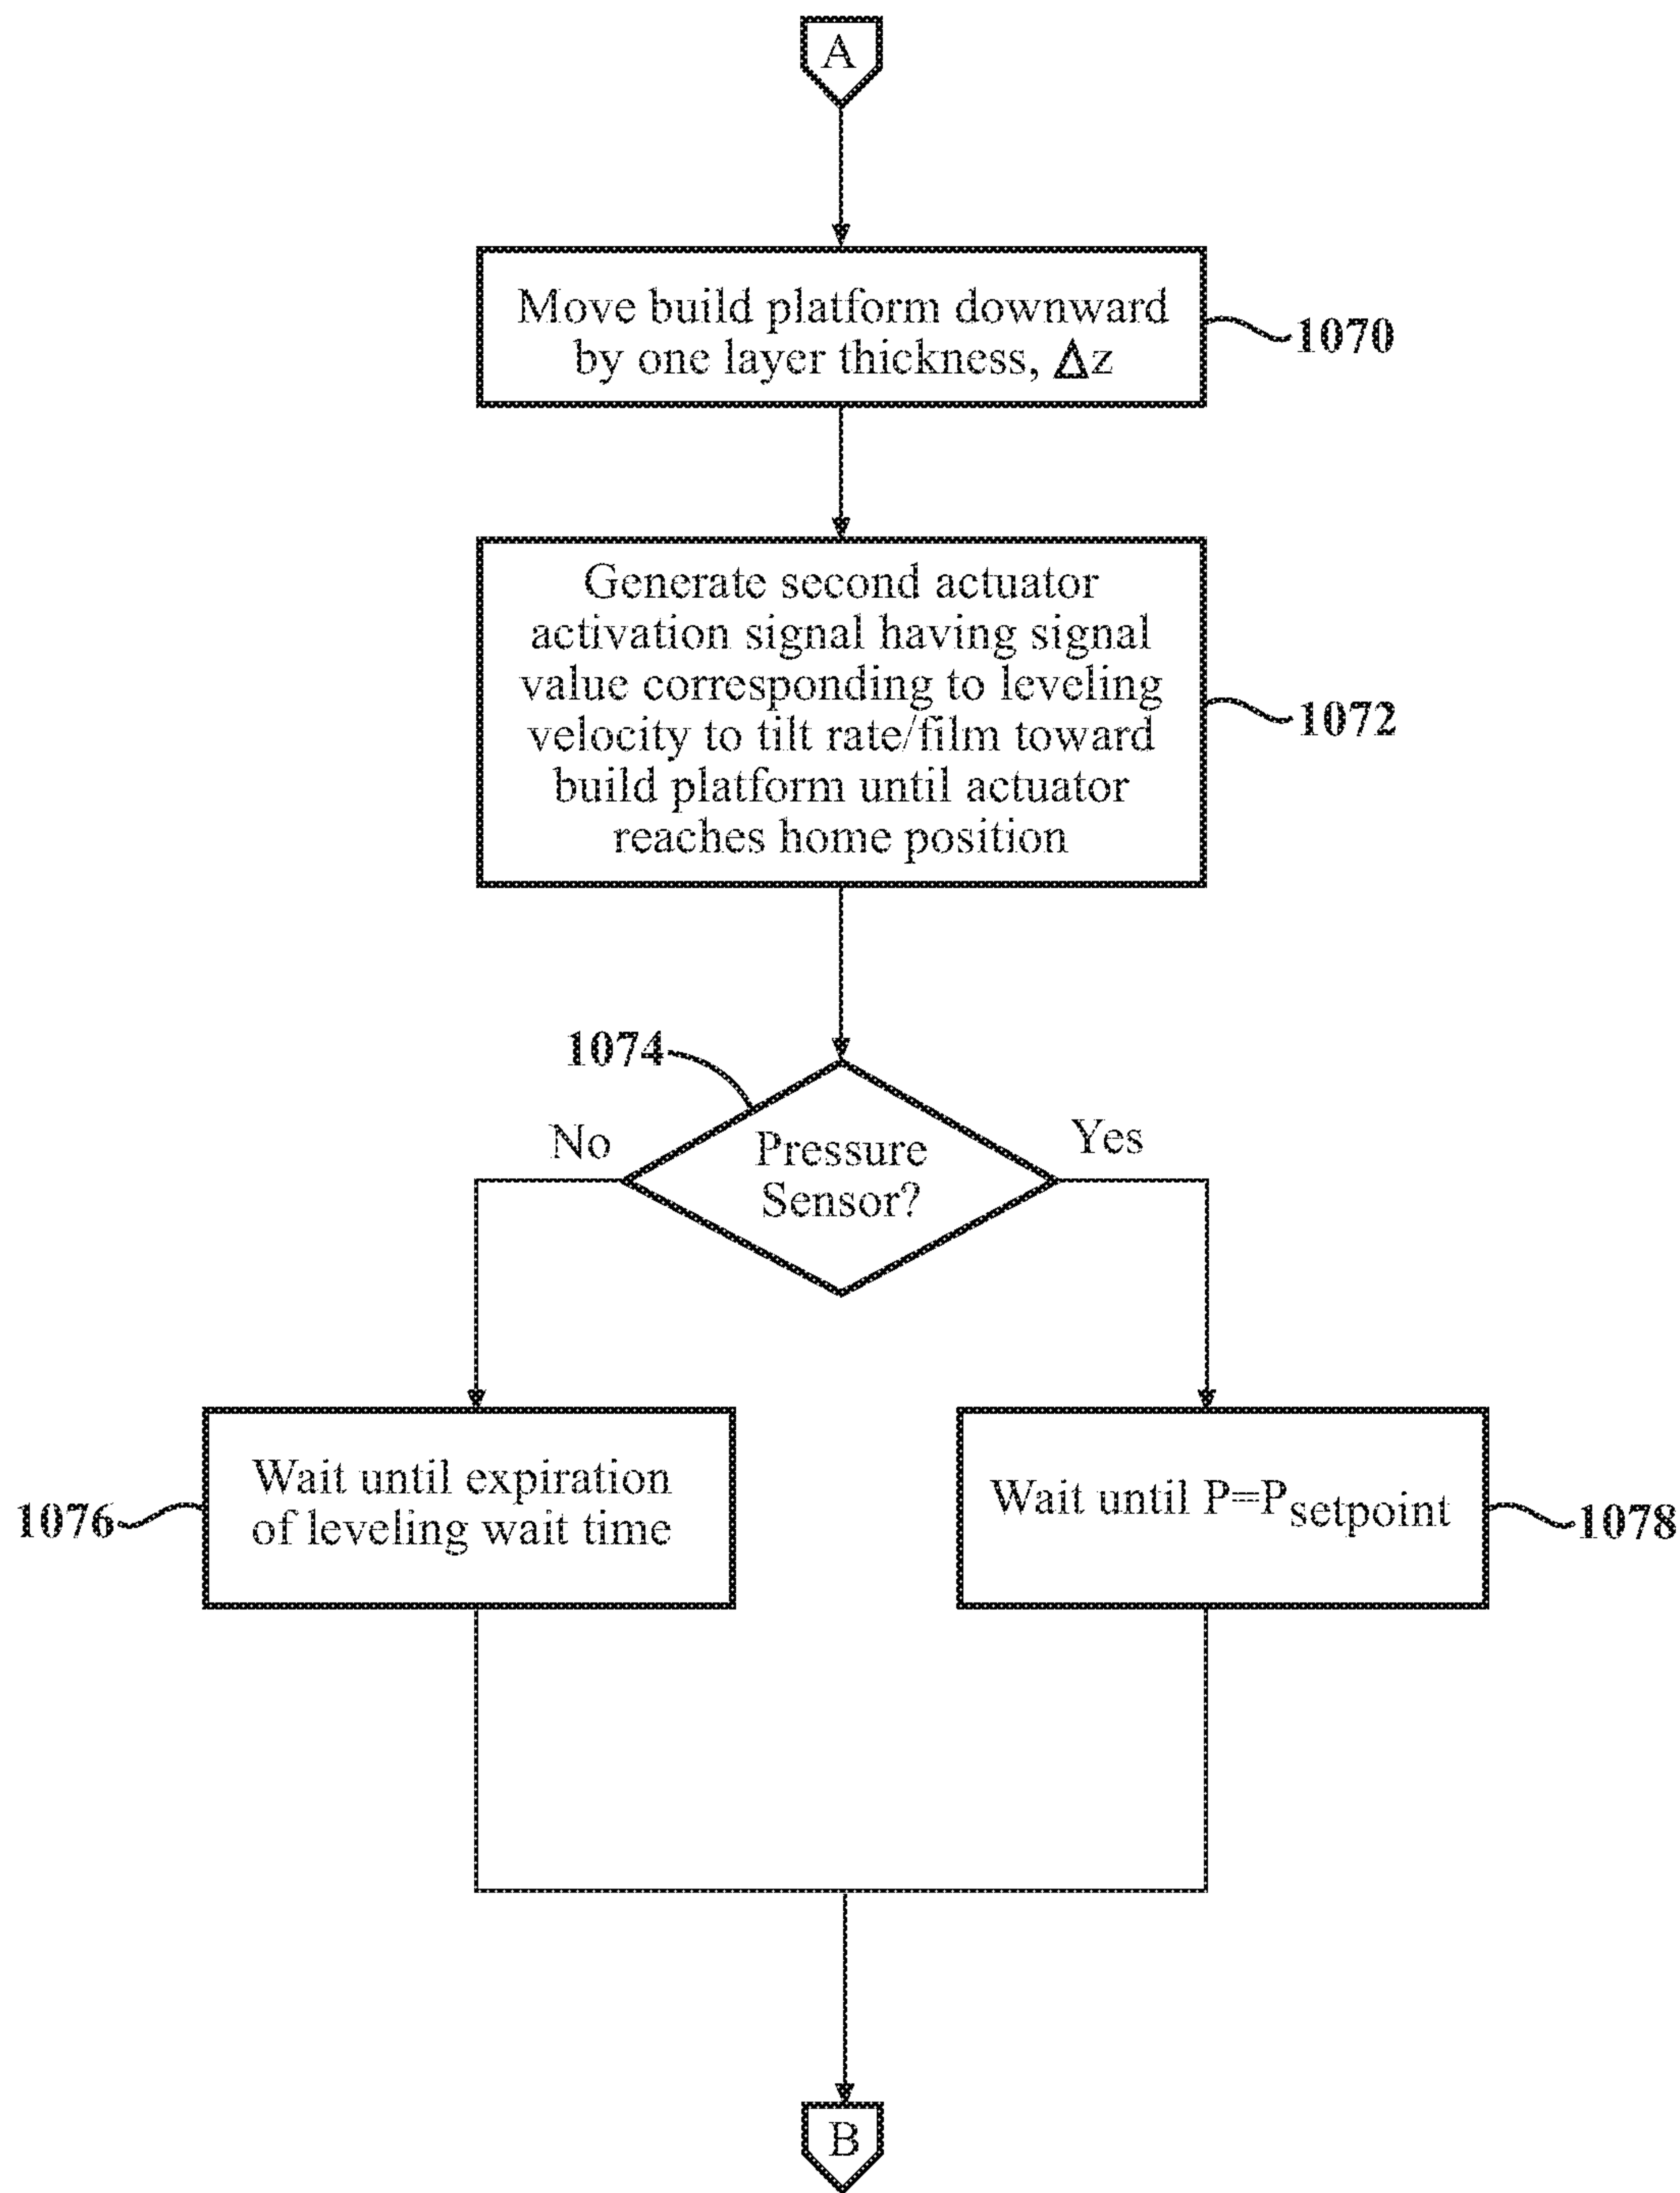 A
Move build platform downward
by one layer thickness, Δz
1070
Generate second actuator
activation signal having signal
value corresponding to leveling
velocity to tilt rate/film toward
build platform until actuator
reaches home position
1072
1074
No
Pressure
Sensor?
Yes
Wait until expiration
of leveling wait time
1076
Wait until P=P setpoint
1078
B